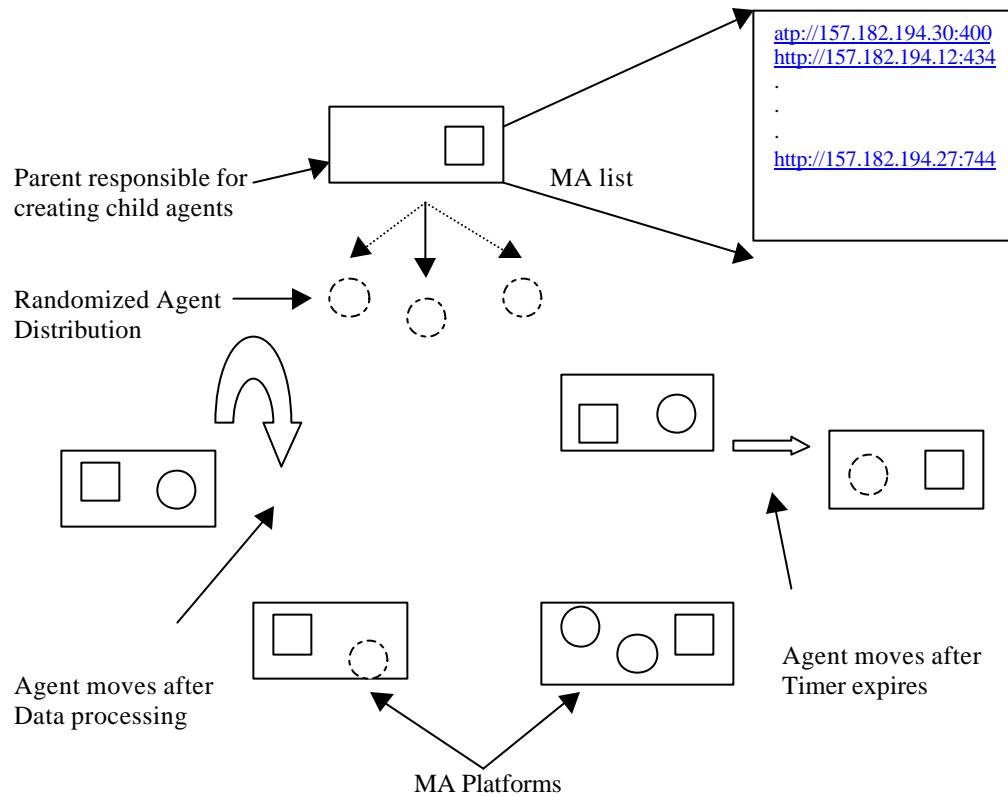 atp://157.182.194.30:400
http://157.182.194.12:434
.
.
.
http://157.182.194.27:744
Parent responsible for
creating child agents
MA list
Randomized Agent
Distribution
Agent moves after
Data processing
Agent moves after
Timer expires
MA Platforms